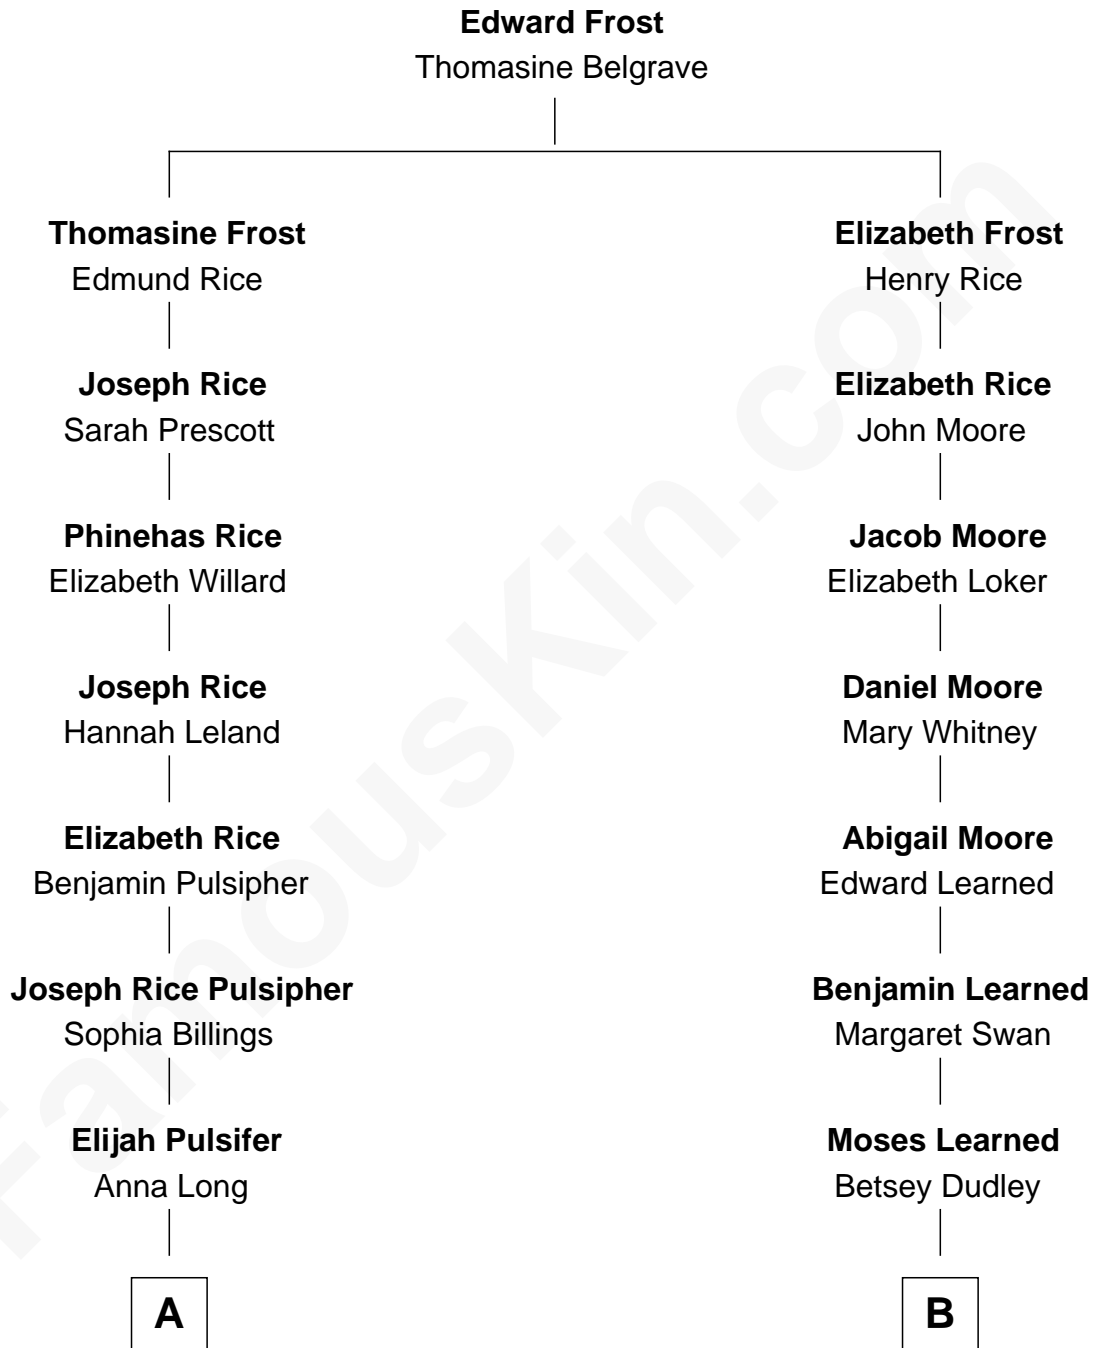 Edward Frost
Thomasine Belgrave
Thomasine Frost
Edmund Rice
Elizabeth Frost
Henry Rice
Joseph Rice
Sarah Prescott
Elizabeth Rice
John Moore
Phinehas Rice
Elizabeth Willard
Jacob Moore
Elizabeth Loker
Joseph Rice
Hannah Leland
Daniel Moore
Mary Whitney
Elizabeth Rice
Benjamin Pulsipher
Abigail Moore
Edward Learned
Joseph Rice Pulsipher
Sophia Billings
Benjamin Learned
Margaret Swan
Elijah Pulsifer
Anna Long
Moses Learned
Betsey Dudley
A
B
FamousKin.com